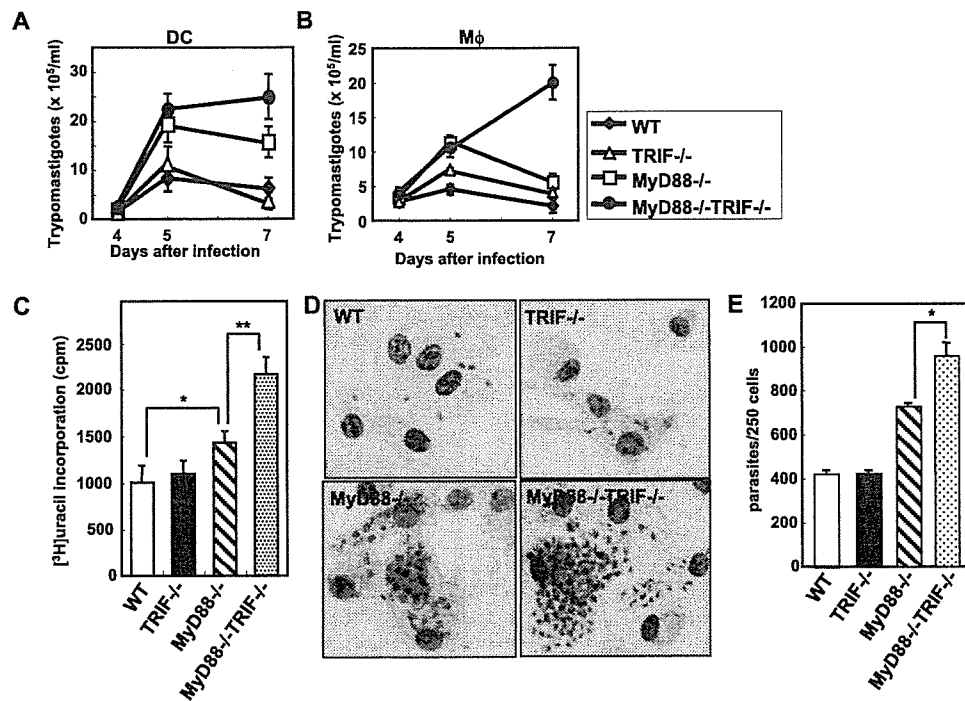 A
DC
Trypomastigotes (x 10⁵/ml)
30
20
10
0
4
5
7
Days after infection
B
Mϕ
Trypomastigotes (x 10⁵/ml)
25
20
15
10
5
0
4
5
7
Days after infection
WT
TRIF-/-
MyD88-/-
MyD88-/-TRIF-/-
C
[³H]uracil incorporation (cpm)
2500
2000
1500
1000
500
0
*
**
WT
TRIF-/-
MyD88-/-
MyD88-/-TRIF-/-
D
WT
TRIF-/-
MyD88-/-
MyD88-/-TRIF-/-
E
parasites/250 cells
1200
1000
800
600
400
200
0
*
WT
TRIF-/-
MyD88-/-
MyD88-/-TRIF-/-